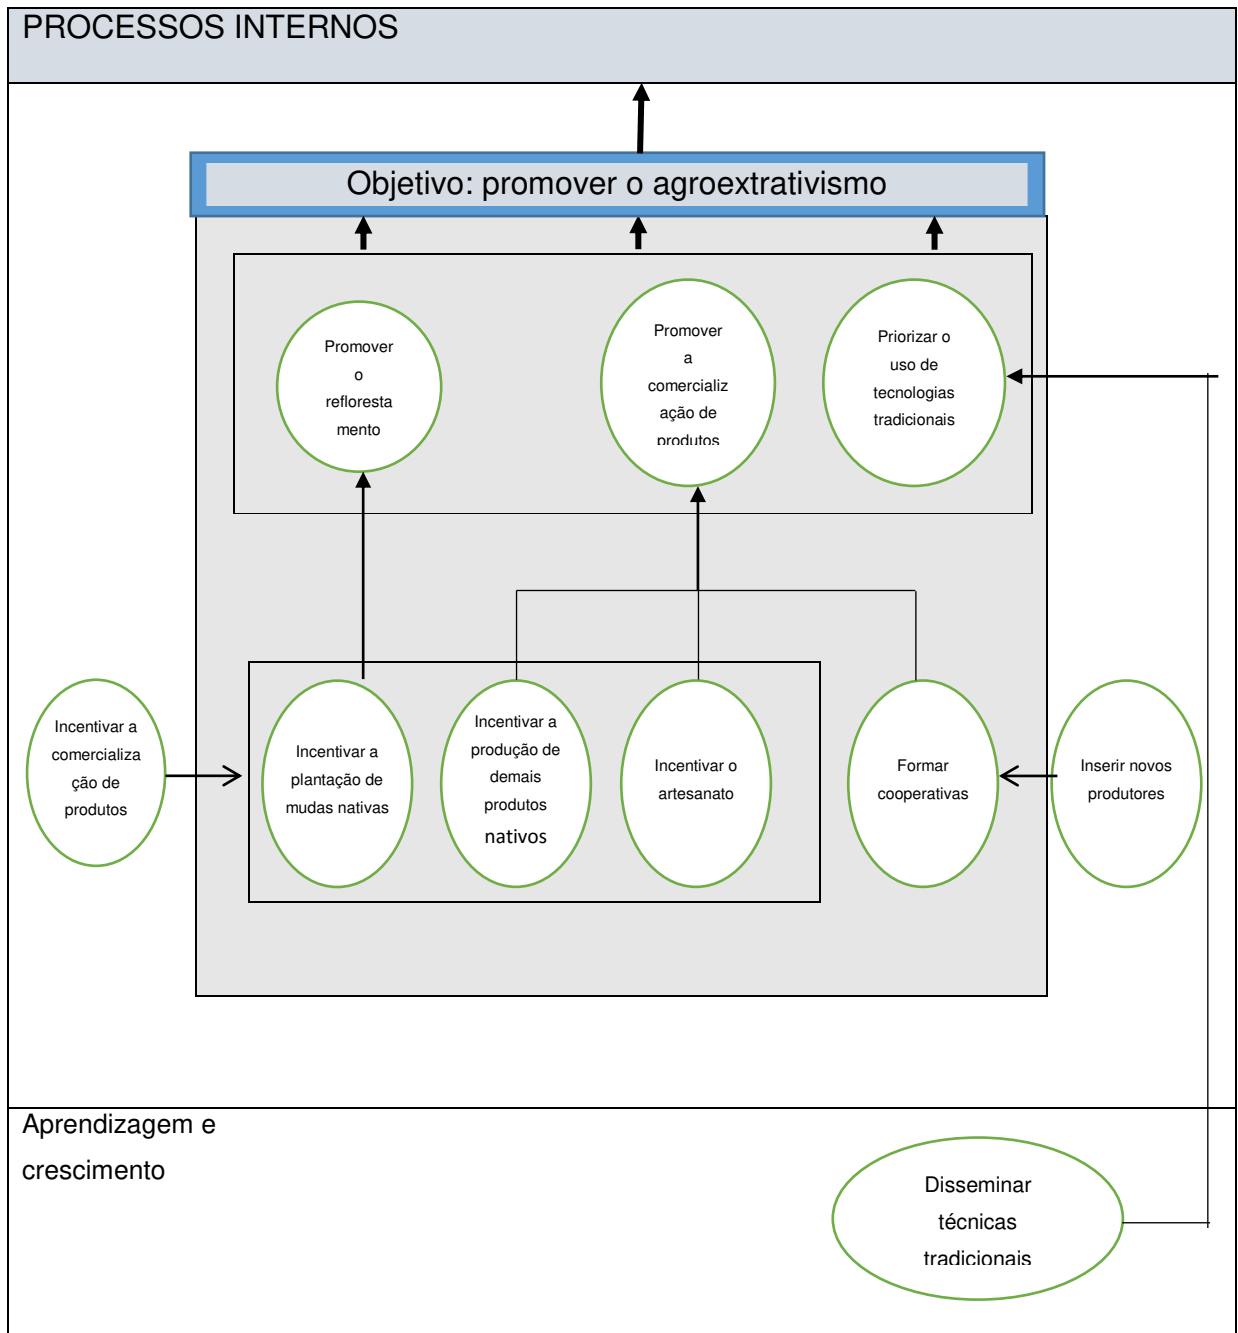 PROCESSOS INTERNOS
Objetivo: promover o agroextrativismo
Promover
o
refloresta
mento
Promover
a
comercializ
ação de
produtos
Priorizar o
uso de
tecnologias
tradicionais
Incentivar a
comercializa
ção de
produtos
Incentivar a
plantação de
mudas nativas
Incentivar a
produção de
demais
produtos
nativos
Incentivar o
artesanato
Formar
cooperativas
Inserir novos
produtores
Aprendizagem e
crescimento
Disseminar
técnicas
tradicionais